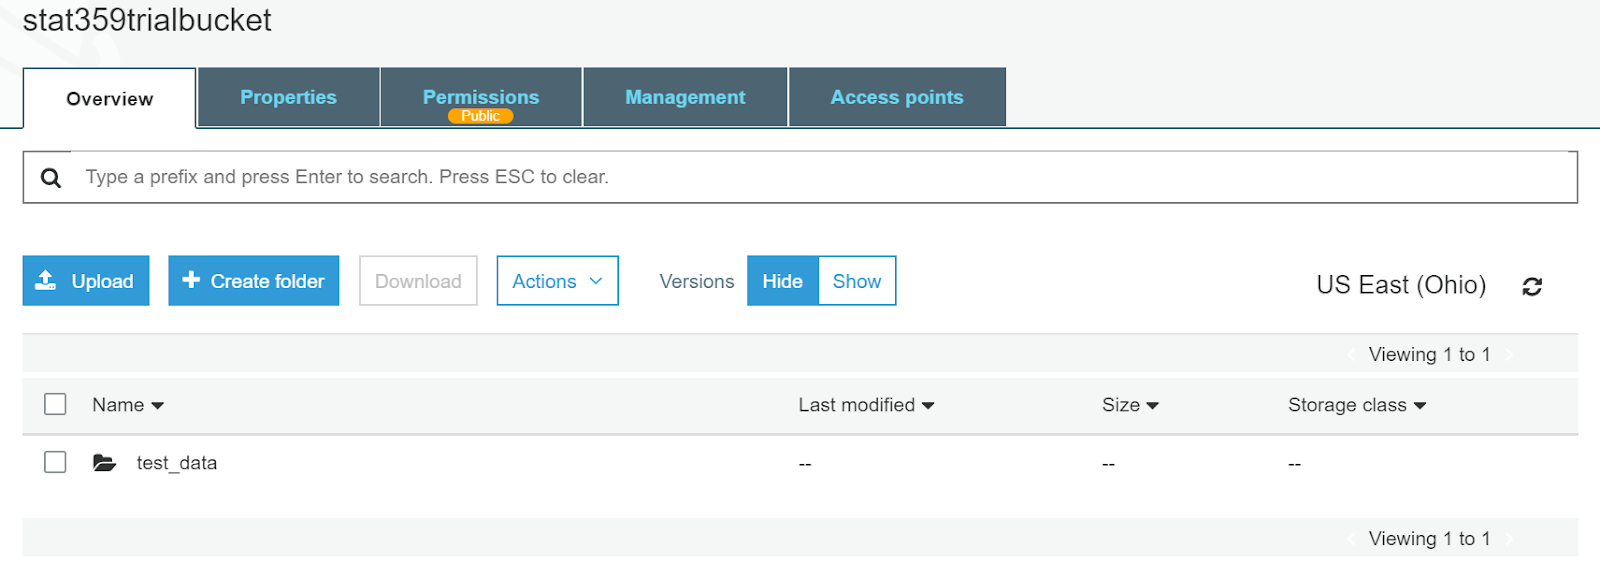 stat359trialbucket
Overview Properties Permissions Management Access points
Public
Type a prefix and press Enter to search. Press ESC to clear.
Upload + Create folder Download Actions Versions Hide Show US East (Ohio)
Viewing 1 to 1
Name Last modified Size Storage class
test_data -- -- --
Viewing 1 to 1